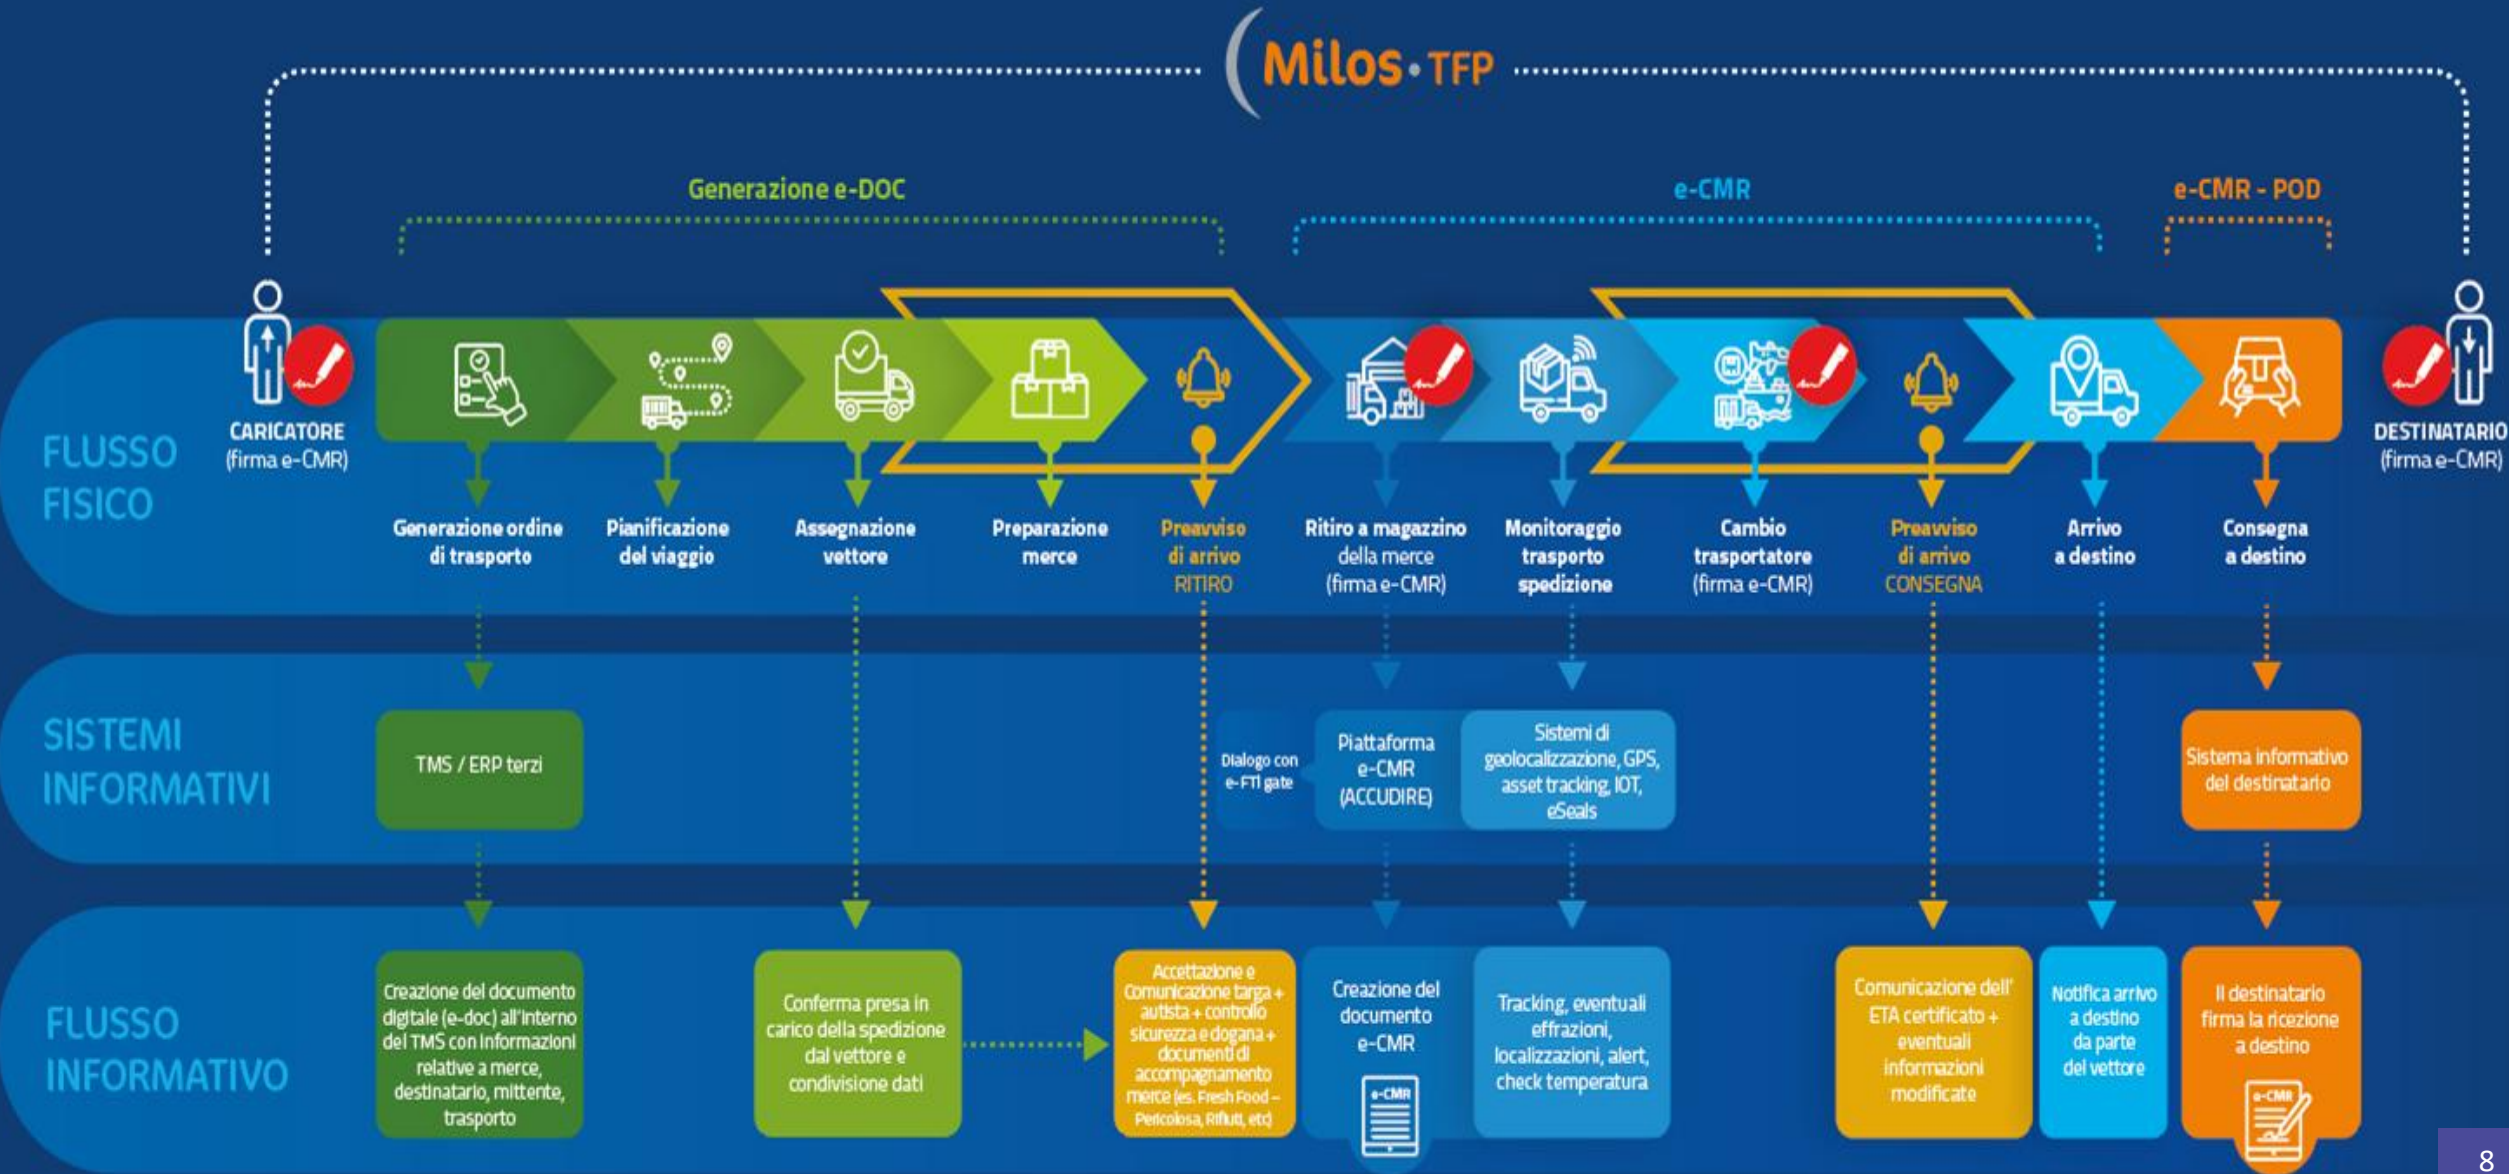 Milos • TFP
Generazione e-DOC
e-CMR
e-CMR - POD
FLUSSO
FISICO
CARICATORE
(firma e-CMR)
Generazione ordine
di trasporto
Pianificazione
del viaggio
Assegnazione
vettore
Preparazione
merce
Preavviso
di arrivo
RITIRO
Ritiro a magazzino
della merce
(firma e-CMR)
Monitoraggio
trasporto
spedizione
Cambio
trasportatore
(firma e-CMR)
Preavviso
di arrivo
CONSEGNA
Arrivo
a destino
Consegna
a destino
DESTINATARIO
(firma e-CMR)
SISTEMI
INFORMATIVI
TMS / ERP terzi
Dialogo con
e-FTI gate
Piattaforma
e-CMR
(ACCUDIRE)
Sistemi di
geolocalizzazione, GPS,
asset tracking, IOT,
eSeals
Sistema informativo
del destinatario
FLUSSO
INFORMATIVO
Creazione del documento
digitale (e-doc) all'interno
del TMS con informazioni
relative a merce,
destinatario, mittente,
trasporto
Conferma presa in
carico della spedizione
dal vettore e
condivisione dati
Accettazione e
Comunicazione targa +
autista + controllo
sicurezza e dogana +
documenti di
accompagnamento
merce (es. Fresh Food –
Pericolosa, Rifiuti, etc)
Creazione del
documento
e-CMR
e-CMR
Tracking, eventuali
effrazioni,
localizzazioni, alert,
check temperatura
Comunicazione dell'
ETA certificato +
eventuali
informazioni
modificate
Notifica arrivo
a destino
da parte
del vettore
Il destinatario
firma la ricezione
a destino
e-CMR
8